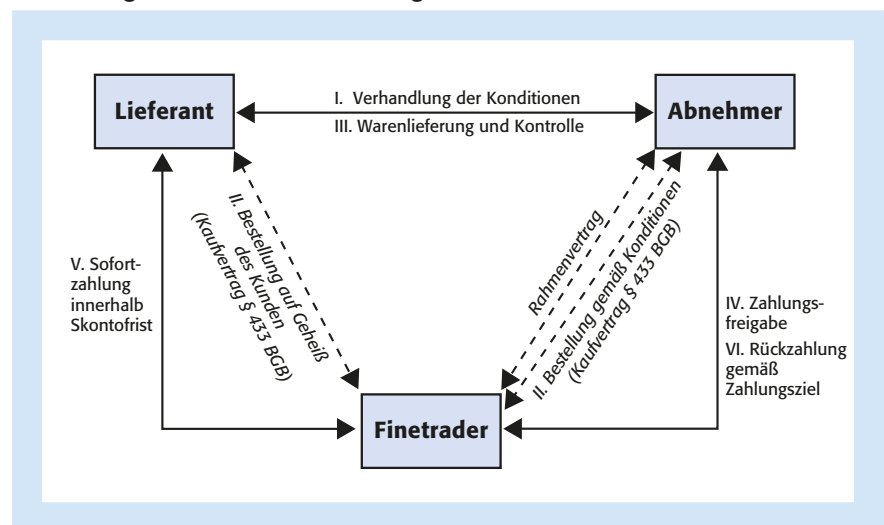 Lieferant
Abnehmer
I. Verhandlung der Konditionen
III. Warenlieferung und Kontrolle
II. Bestellung auf Geheiß
des Kunden
(Kaufvertrag § 433 BGB)
Rahmenvertrag
II. Bestellung gemäß Konditionen
(Kaufvertrag § 433 BGB)
V. Sofort-
zahlung
innerhalb
Skontofrist
IV. Zahlungs-
freigabe
VI. Rückzahlung
gemäß
Zahlungsziel
Finetrader